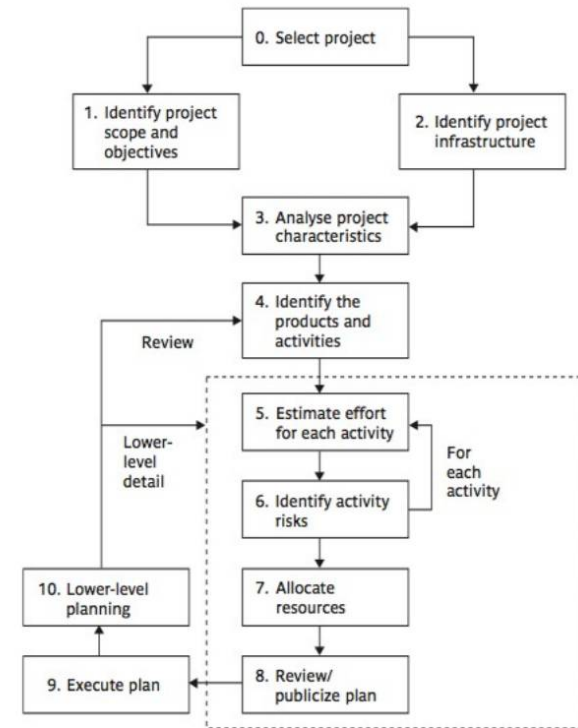 0. Select project
1. Identify project
scope and
objectives
2. Identify project
infrastructure
3. Analyse project
characteristics
4. Identify the
products and
activities
Review
5. Estimate effort
for each activity
Lower-
level
detail
For
each
activity
6. Identify activity
risks
10. Lower-level
planning
7. Allocate
resources
9. Execute plan
8. Review/
publicize plan